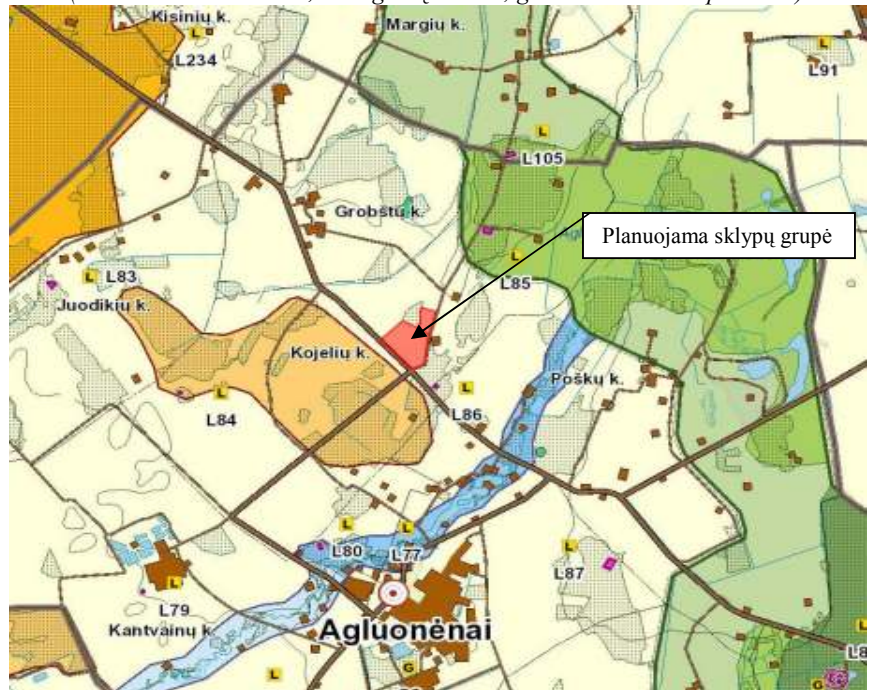 Kisinių k.
L
Margių k.
L
L234
L91
L
L105
Grobštų k.
Planuojama sklypų grupė
L
L
L83
L85
Juodikių k.
Kojelių k.
Poškų k.
L
L
L84
L86
L
L
L
L80
L77
L87
L
L79
Kantvainų k.
Agluonėnai
L
L
G
G